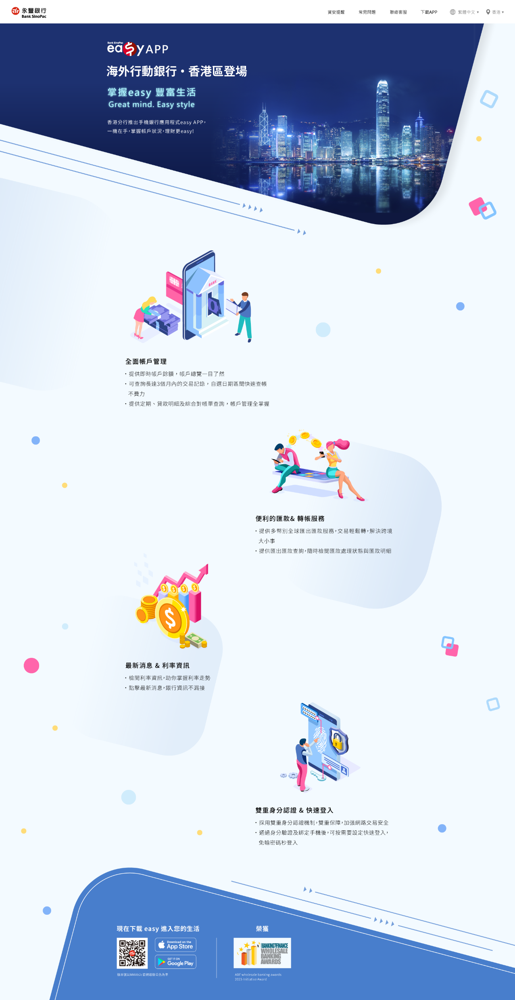 永豐銀行
Bank SinoPac
資安提醒
常見問題
聯絡客服
下載APP
繁體中文
香港
Bank SinoPac
easy APP
海外行動銀行・香港區登場
掌握easy 豐富生活
Great mind. Easy style
香港分行推出手機銀行應用程式easy APP，
一機在手，掌握帳戶狀況，理財更easy!
BANK
全面帳戶管理
・提供即時帳戶餘額，帳戶總覽一目了然
・可查詢長達3個月內的交易記錄，自選日期區間快速查帳
不費力
・提供定期、貸款明細及綜合對帳單查詢，帳戶管理全掌握
便利的匯款& 轉帳服務
・提供多幣別全球匯出匯款服務，交易輕鬆轉，解決跨境
大小事
・提供匯出匯款查詢，隨時檢閱匯款處理狀態與匯款明細
最新消息 & 利率資訊
・檢閱利率資訊，助你掌握利率走勢
・點擊最新消息，銀行資訊不漏接
雙重身分認證 & 快速登入
・採用雙重身分認證機制，雙重保障，加强網路交易安全
・通過身分驗證及綁定手機後，可按需要設定快速登入，
免輸密碼秒登入
現在下載 easy 進入您的生活
Download on the
App Store
GET IT ON
Google Play
版本號以MMAb2c官網最新公告為準
榮獲
BANKING&FINANCE
WHOLESALE
BANKING
AWARDS
ABF wholesale banking awards
2023-Initiative Award